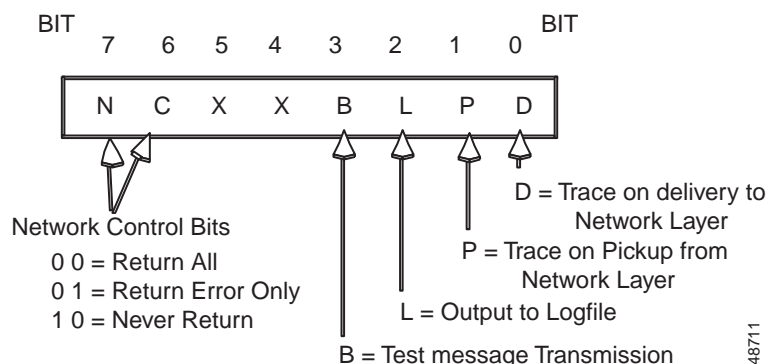 BIT 7 6 5 4 3 2 1 0 BIT
N C X X B L P D
D = Trace on delivery to
Network Layer
Network Control Bits
P = Trace on Pickup from
Network Layer
0 0 = Return All
0 1 = Return Error Only
1 0 = Never Return
L = Output to Logfile
B = Test message Transmission
48711